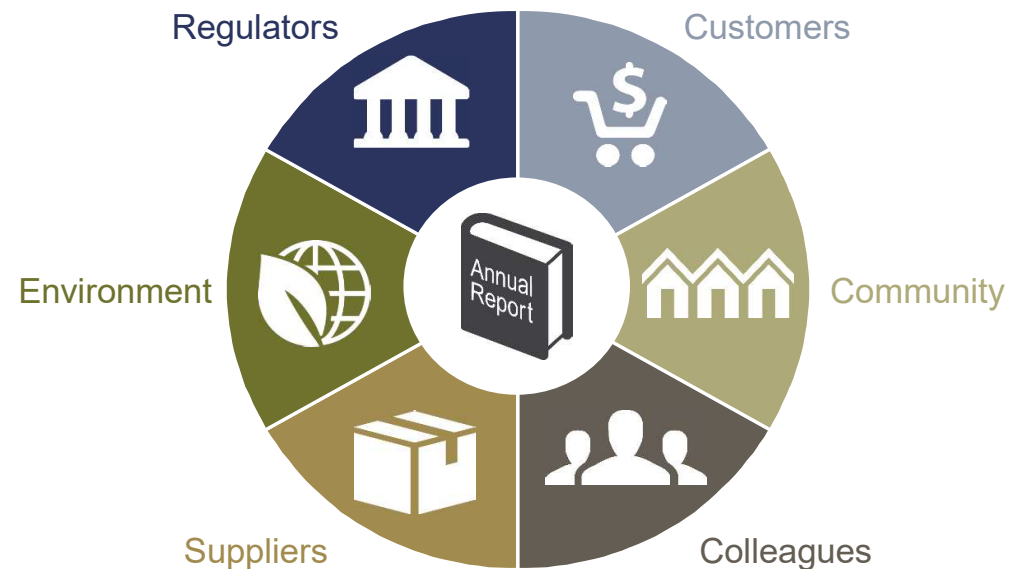 Regulators
Customers
$
Environment
Annual
Report
Community
Suppliers
Colleagues